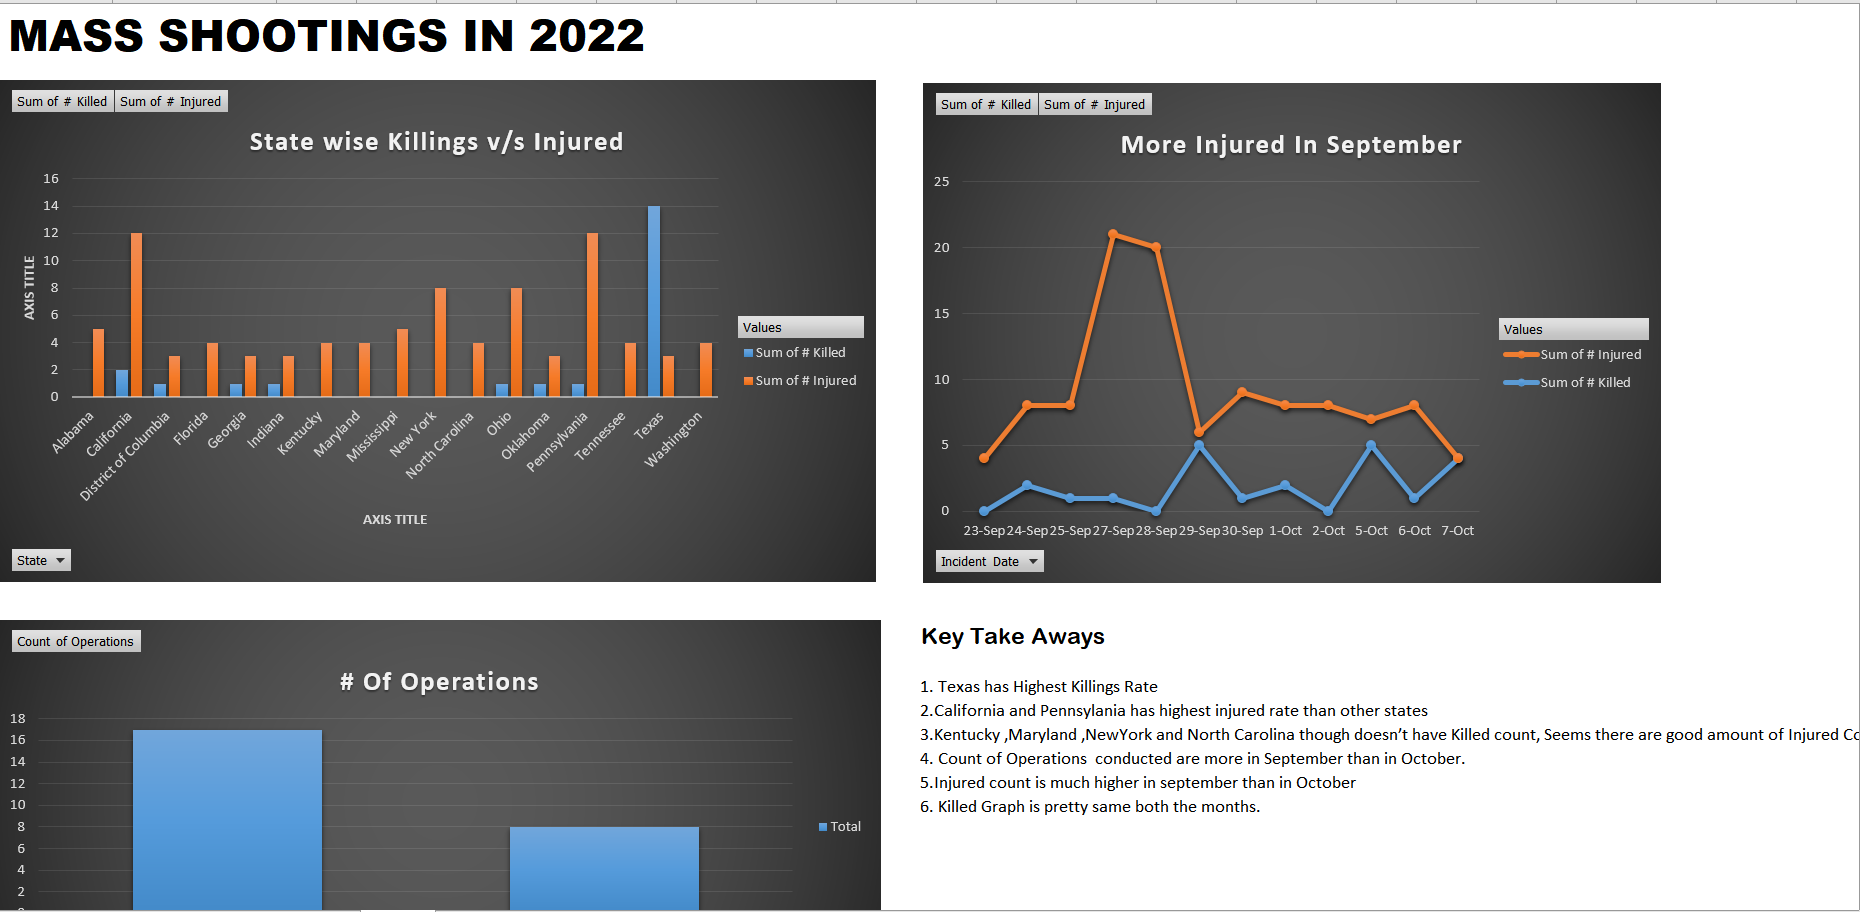 MASS SHOOTINGS IN 2022
Sum of # Killed Sum of # Injured
State wise Killings v/s Injured
16
14
12
10
8
6
4
2
0
AXIS TITLE
Alabama
California
District of Columbia
Florida
Georgia
Indiana
Kentucky
Maryland
Mississippi
New York
North Carolina
Ohio
Oklahoma
Pennsylvania
Tennessee
Texas
Washington
AXIS TITLE
Values
Sum of # Killed
Sum of # Injured
State
Sum of # Killed Sum of # Injured
More Injured In September
25
20
15
10
5
0
23-Sep 24-Sep 25-Sep 27-Sep 28-Sep 29-Sep 30-Sep 1-Oct 2-Oct 5-Oct 6-Oct 7-Oct
Values
Sum of # Injured
Sum of # Killed
Incident Date
Count of Operations
# Of Operations
18
16
14
12
10
8
6
4
2
Total
Key Take Aways
1. Texas has Highest Killings Rate
2.California and Pennsylania has highest injured rate than other states
3.Kentucky ,Maryland ,NewYork and North Carolina though doesn't have Killed count, Seems there are good amount of Injured
4. Count of Operations conducted are more in September than in October.
5.Injured count is much higher in september than in October
6. Killed Graph is pretty same both the months.